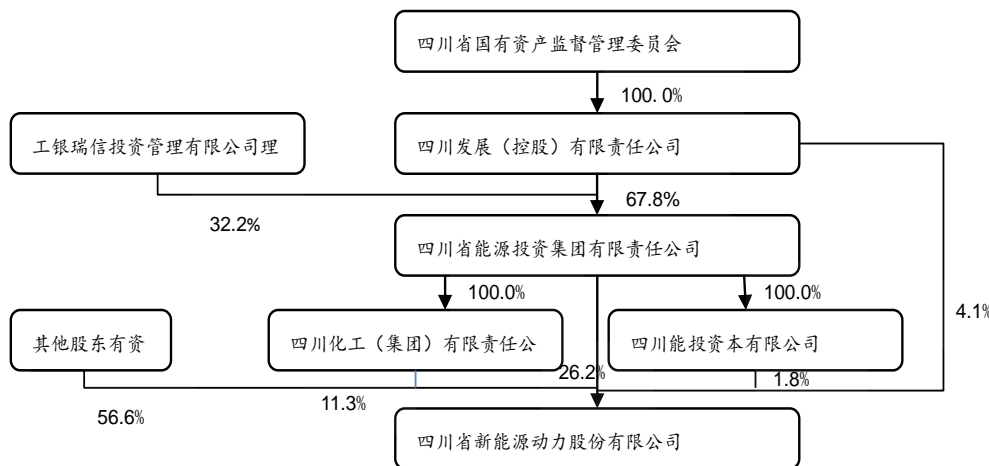 四川省国有资产监督管理委员会
100.0%
工银瑞信投资管理有限公司理
四川发展（控股）有限责任公司
32.2%
67.8%
四川省能源投资集团有限责任公司
100.0%
100.0%
4.1%
其他股东有资
四川化工（集团）有限责任公
四川能投资本有限公司
26.2%
1.8%
56.6%
11.3%
四川省新能源动力股份有限公司